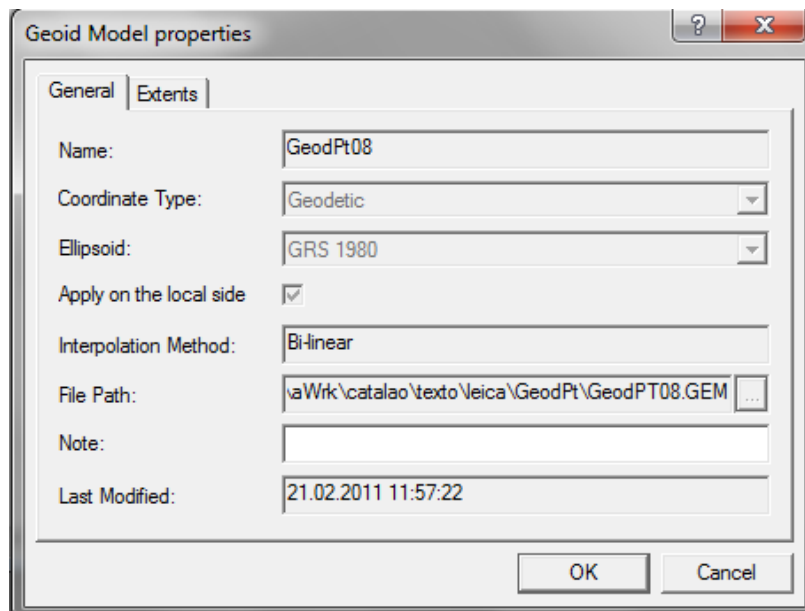 Geoid Model properties
General Extents
Name: GeodPt08
Coordinate Type: Geodetic
Ellipsoid: GRS 1980
Apply on the local side
Interpolation Method: Bi-linear
File Path: \aWrk\catalao\texto\leica\GeodPt\GeodPT08.GEM ...
Note:
Last Modified: 21.02.2011 11:57:22
OK Cancel